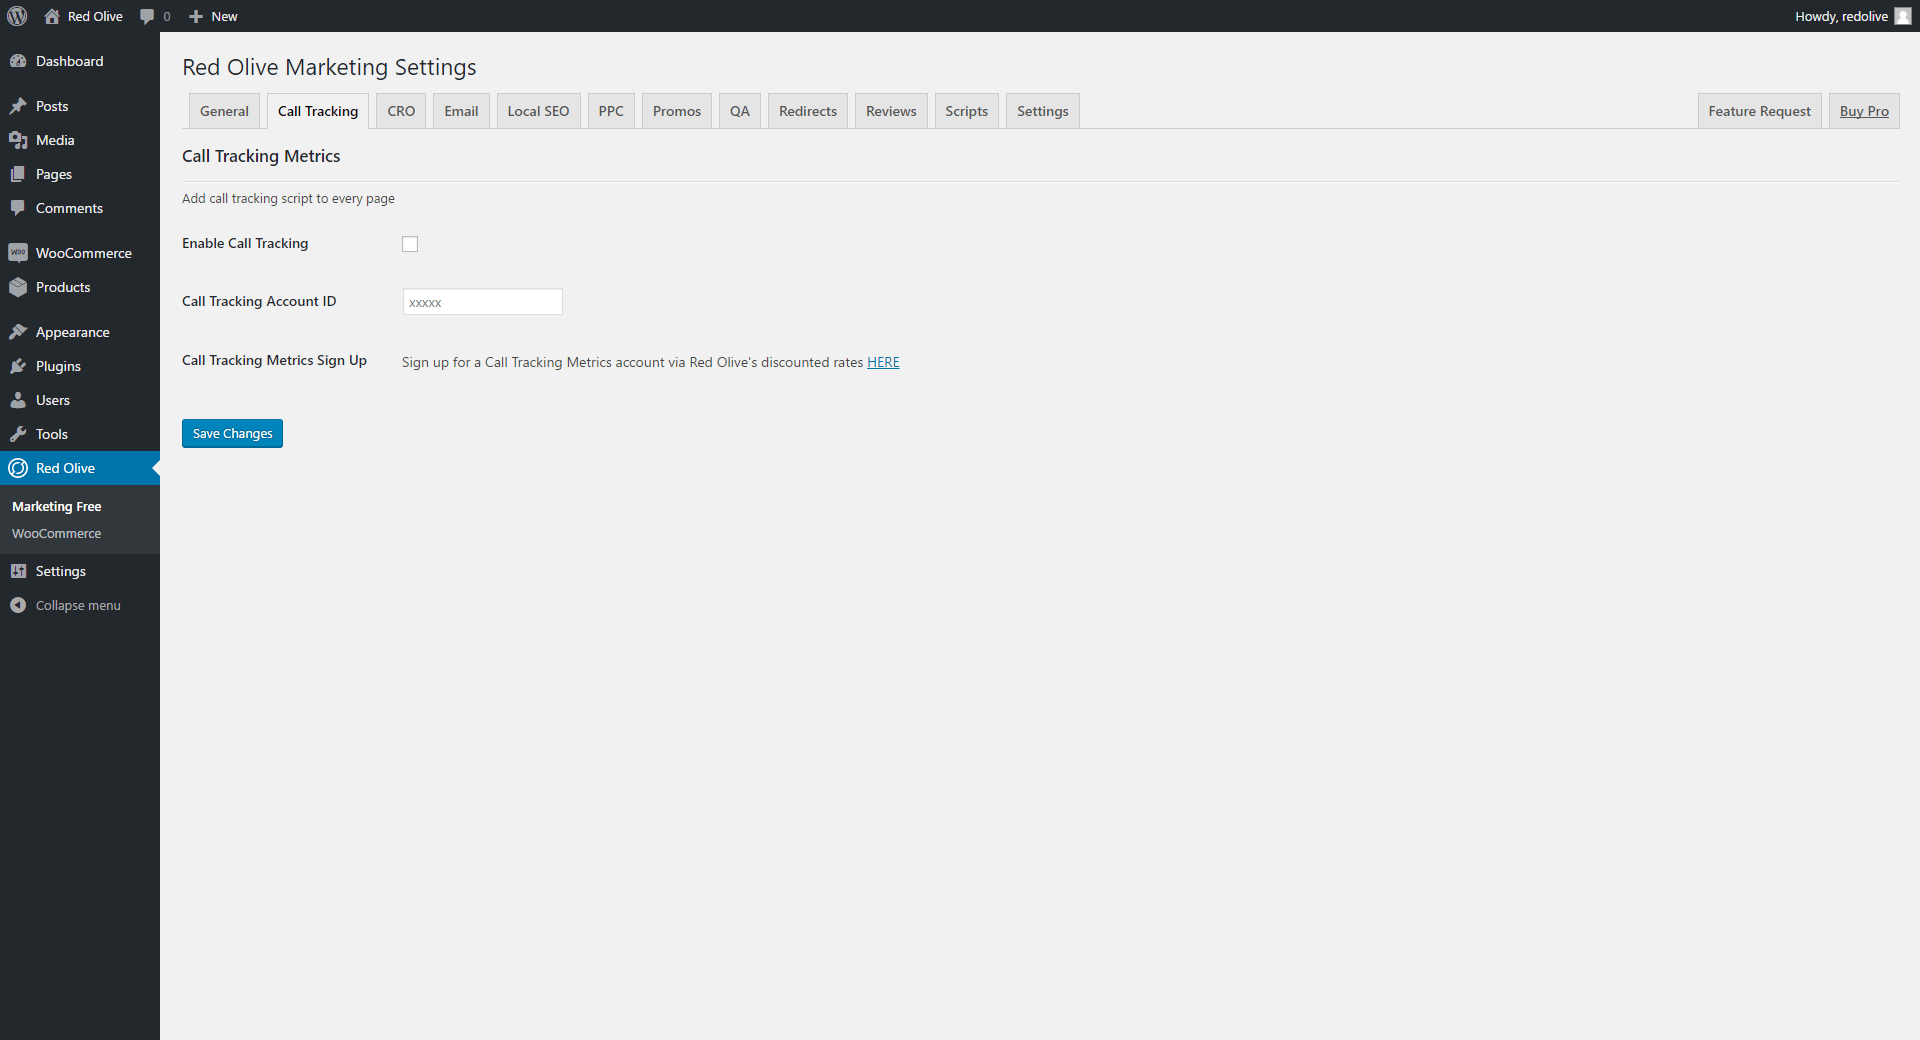 Red Olive 0 New Howdy, redolive
Dashboard
Posts
Media
Pages
Comments
WooCommerce
Products
Appearance
Plugins
Users
Tools
Red Olive
Marketing Free
WooCommerce
Settings
Collapse menu
Red Olive Marketing Settings
General Call Tracking CRO Email Local SEO PPC Promos QA Redirects Reviews Scripts Settings Feature Request Buy Pro
Call Tracking Metrics
Add call tracking script to every page
Enable Call Tracking
Call Tracking Account ID xxxxx
Call Tracking Metrics Sign Up Sign up for a Call Tracking Metrics account via Red Olive's discounted rates HERE
Save Changes